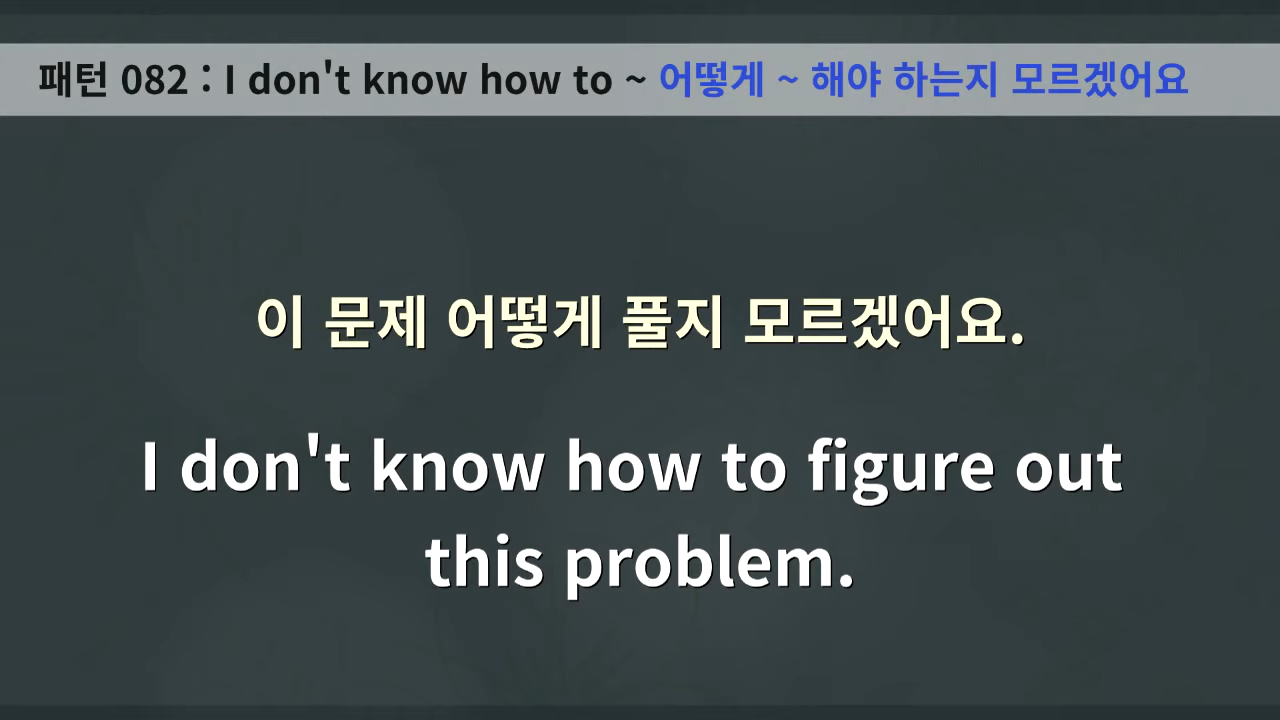 패턴 082 : I don't know how to ~ 어떻게 ~ 해야 하는지 모르겠어요
이 문제 어떻게 풀지 모르겠어요.
I don't know how to figure out
this problem.